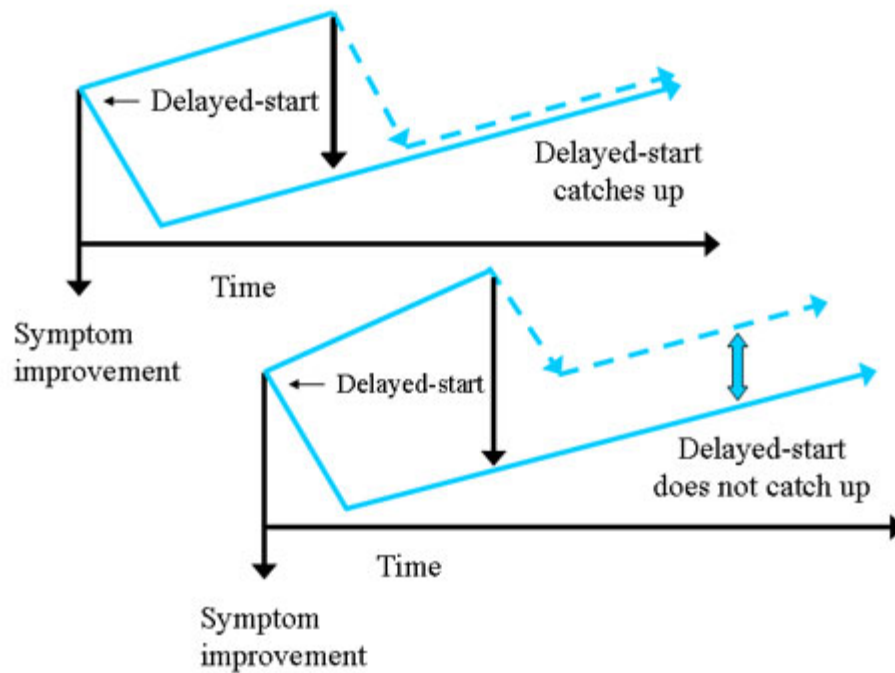 Delayed-start
Delayed-start
catches up
Time
Symptom
improvement
Delayed-start
Delayed-start
does not catch up
Time
Symptom
improvement